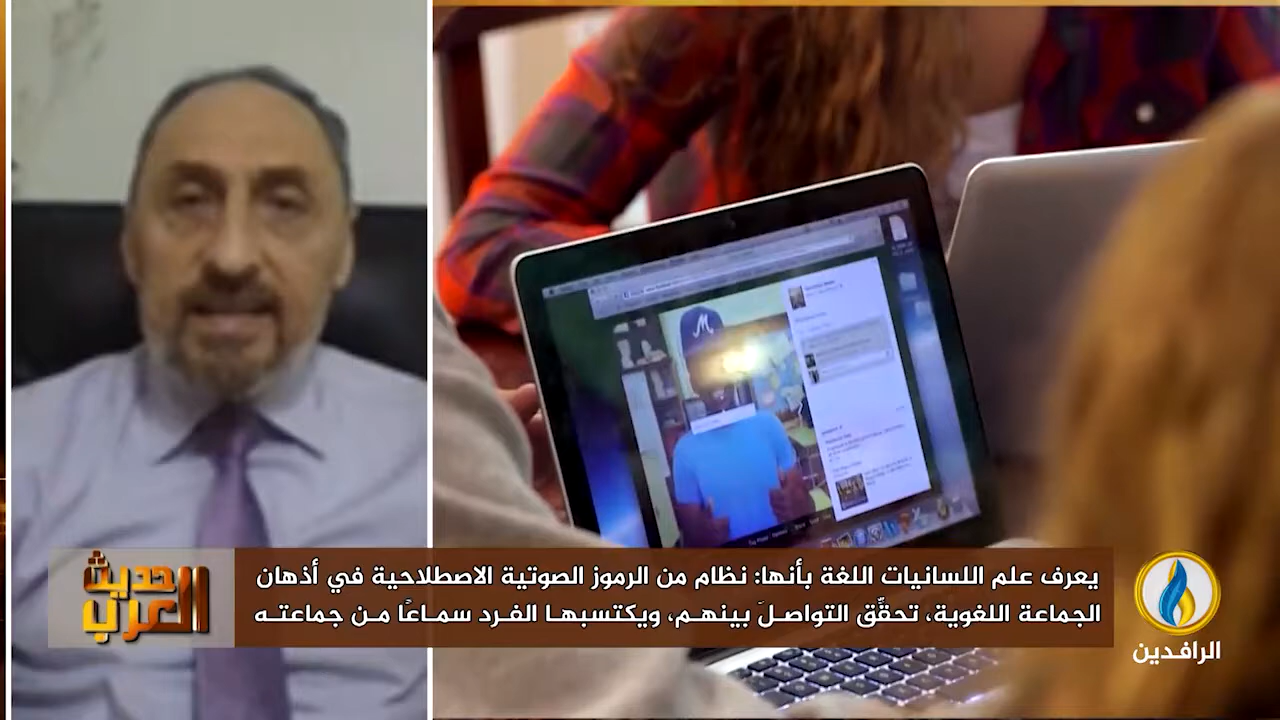 يعرف علم اللسانيات اللغة بأنها: نظام من الرموز الصوتية الاصطلاحية في أذهان
الجماعة اللغوية، تحقِّق التواصلَ بينهم، ويكتسبها الفرد سماعًا من جماعته
حديث
العرب
الرافدين
M